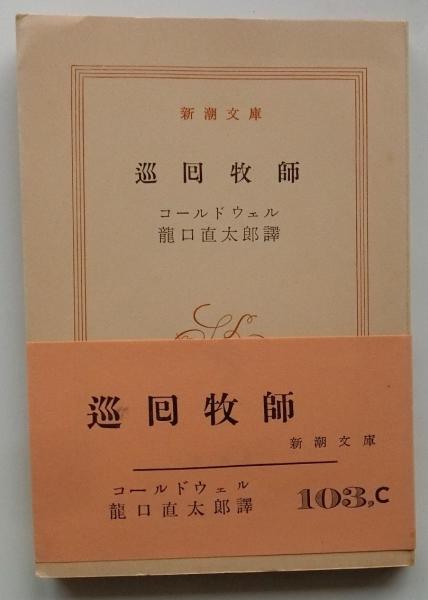 新潮文庫
巡回牧師
コールドウェル
龍口直太郎譯
巡回牧師
新潮文庫
コールドウェル
龍口直太郎譯
103,C